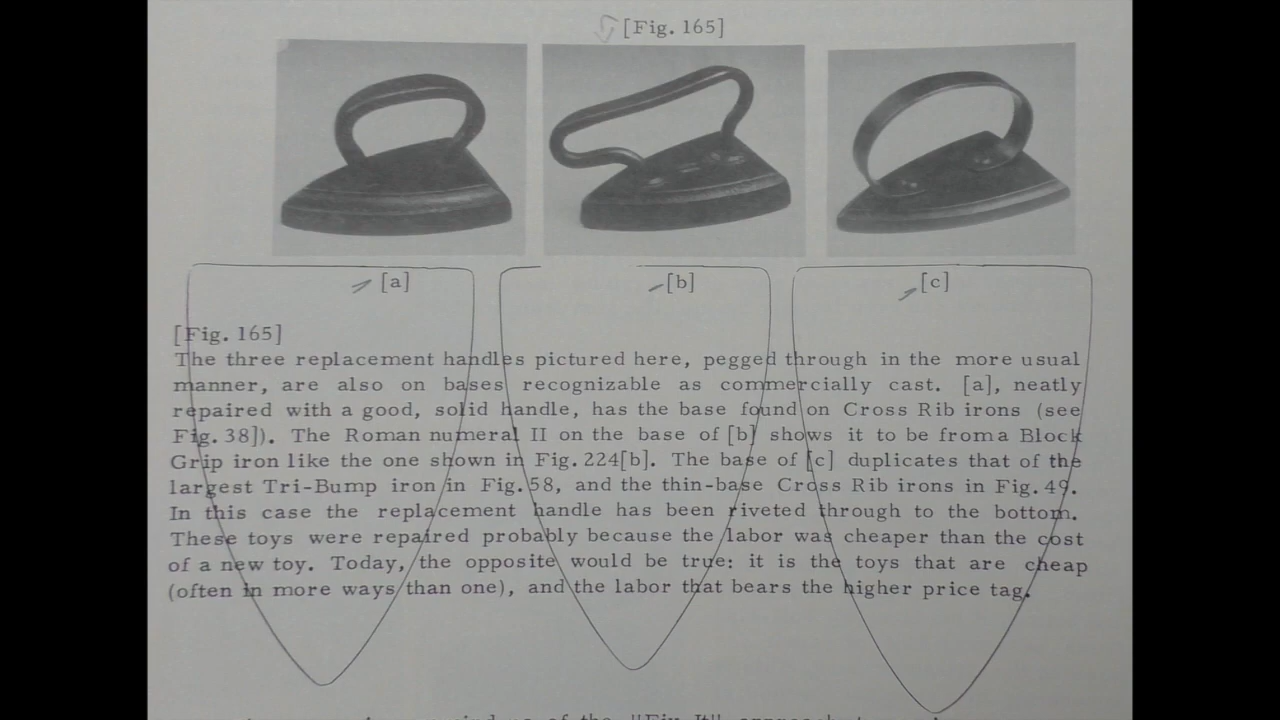 [Fig. 165]
[a] [b] [c]
[Fig. 165]
The three replacement handles pictured here, pegged through in the more usual
manner, are also on bases recognizable as commercially cast. [a], neatly
repaired with a good, solid handle, has the base found on Cross Rib irons (see
Fig. 38]). The Roman numeral II on the base of [b] shows it to be from a Block
Grip iron like the one shown in Fig. 224[b]. The base of [c] duplicates that of the
largest Tri-Bump iron in Fig. 58, and the thin-base Cross Rib irons in Fig. 49.
In this case the replacement handle has been riveted through to the bottom.
These toys were repaired probably because the labor was cheaper than the cost
of a new toy. Today, the opposite would be true: it is the toys that are cheap
(often in more ways than one), and the labor that bears the higher price tag.
of the "Fix It"